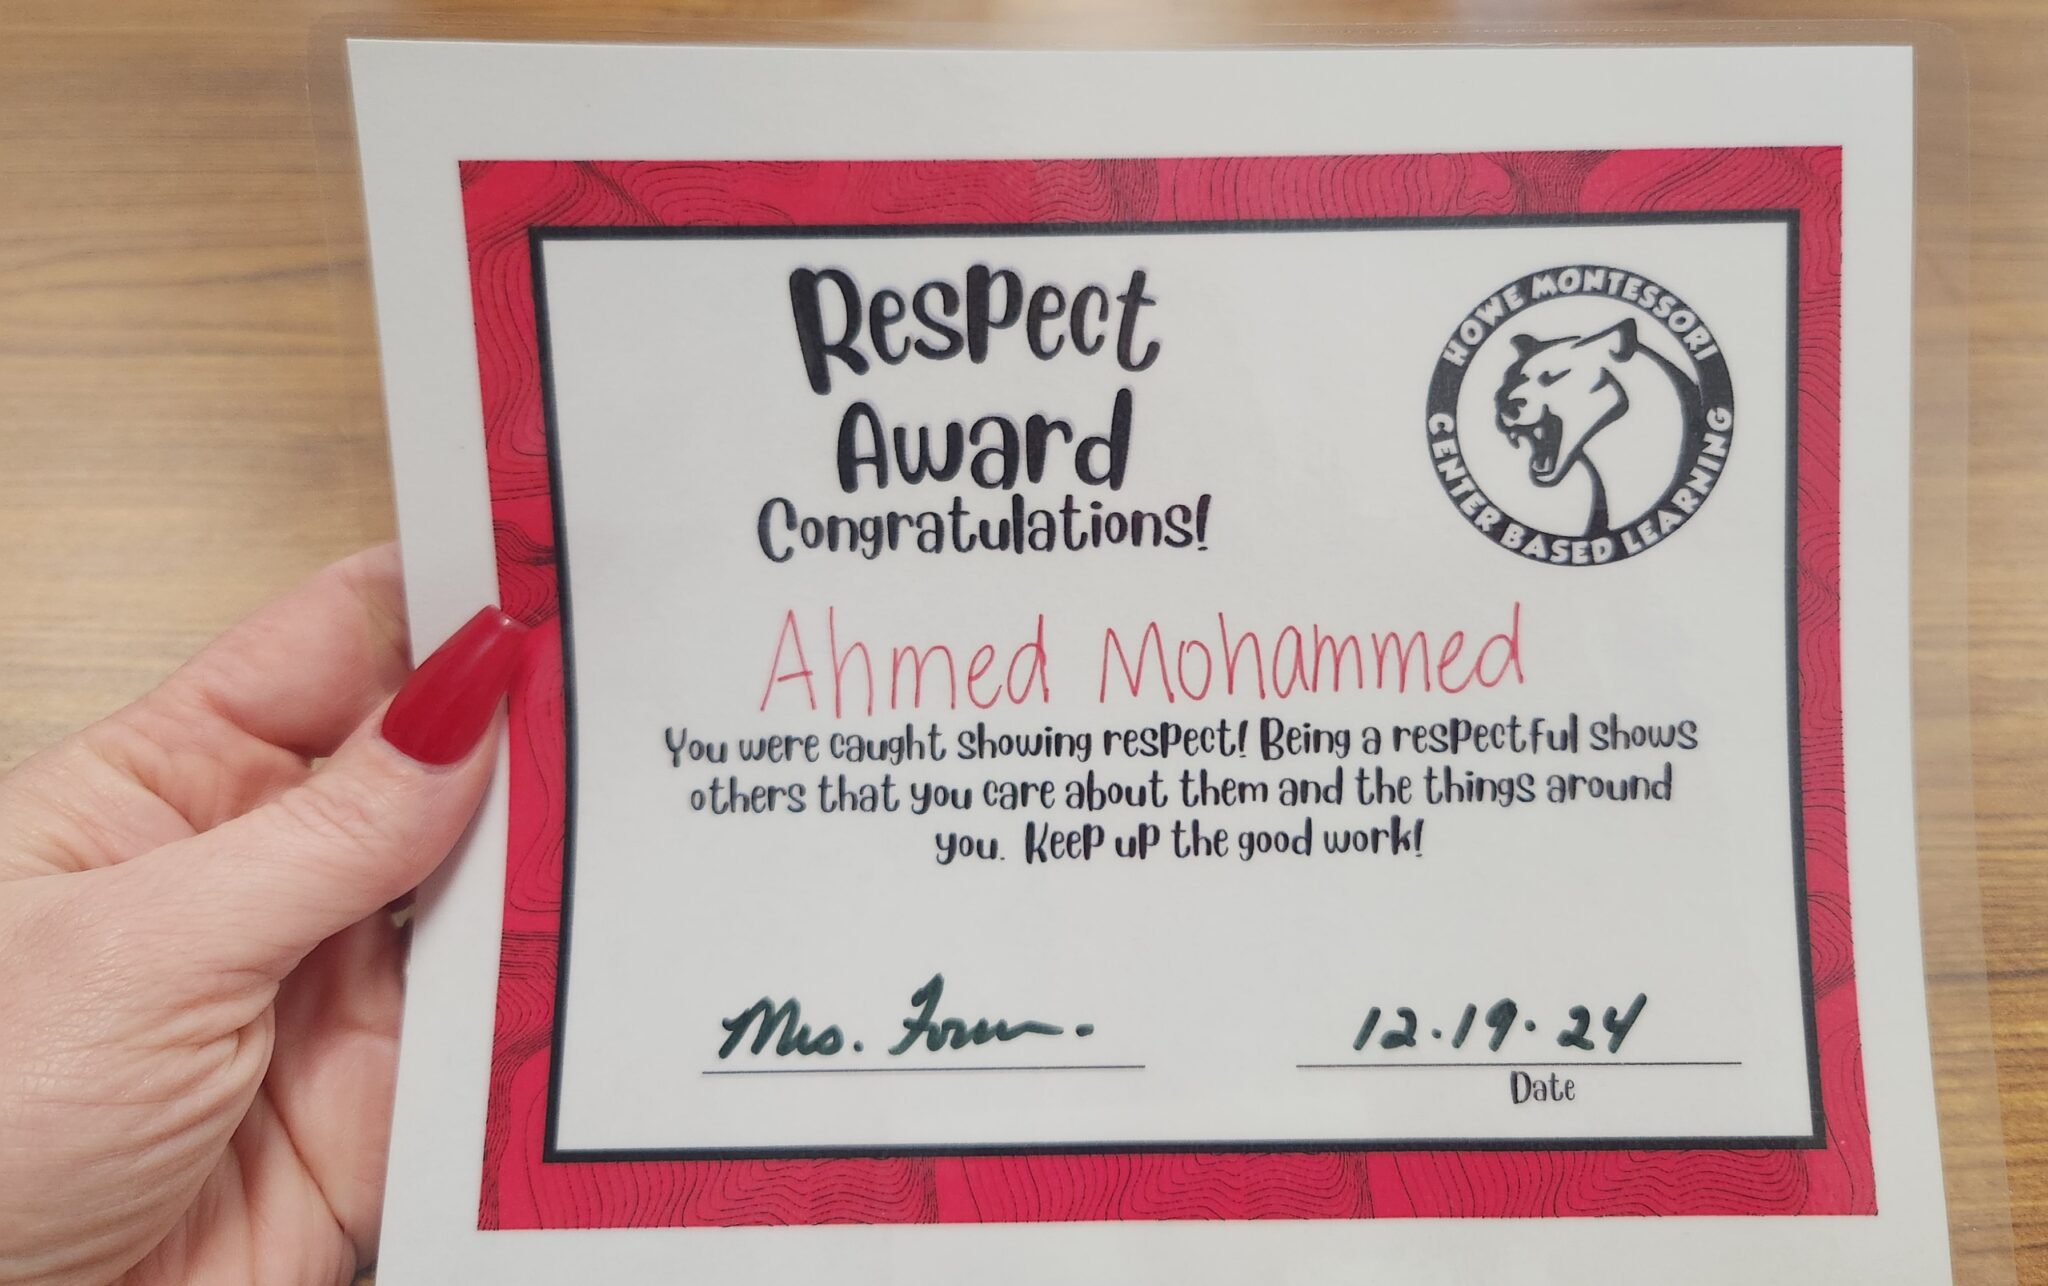 Respect
Award
Congratulations!
HOWE MONTESSORI
CENTER BASED LEARNING
Ahmed Mohammed
You were caught showing respect! Being a respectful shows
others that you care about them and the things around
you. Keep up the good work!
Mrs.
12.19.24
Date